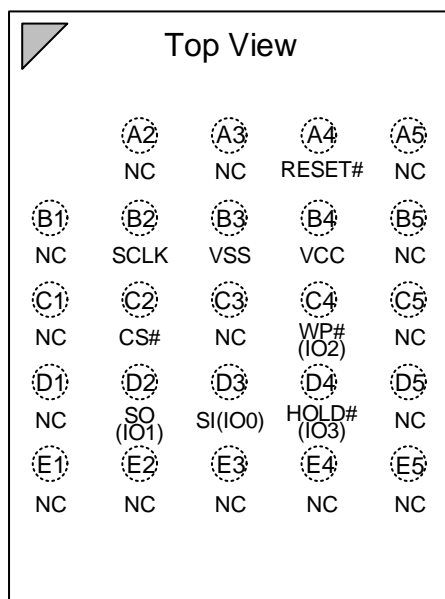 Top View
A2 A3 A4 A5
NC NC RESET# NC
B1 B2 B3 B4 B5
NC SCLK VSS VCC NC
C1 C2 C3 C4 C5
NC CS# NC WP# NC
(IO2)
D1 D2 D3 D4 D5
NC SO SI(IO0) HOLD# NC
(IO1) (IO3)
E1 E2 E3 E4 E5
NC NC NC NC NC